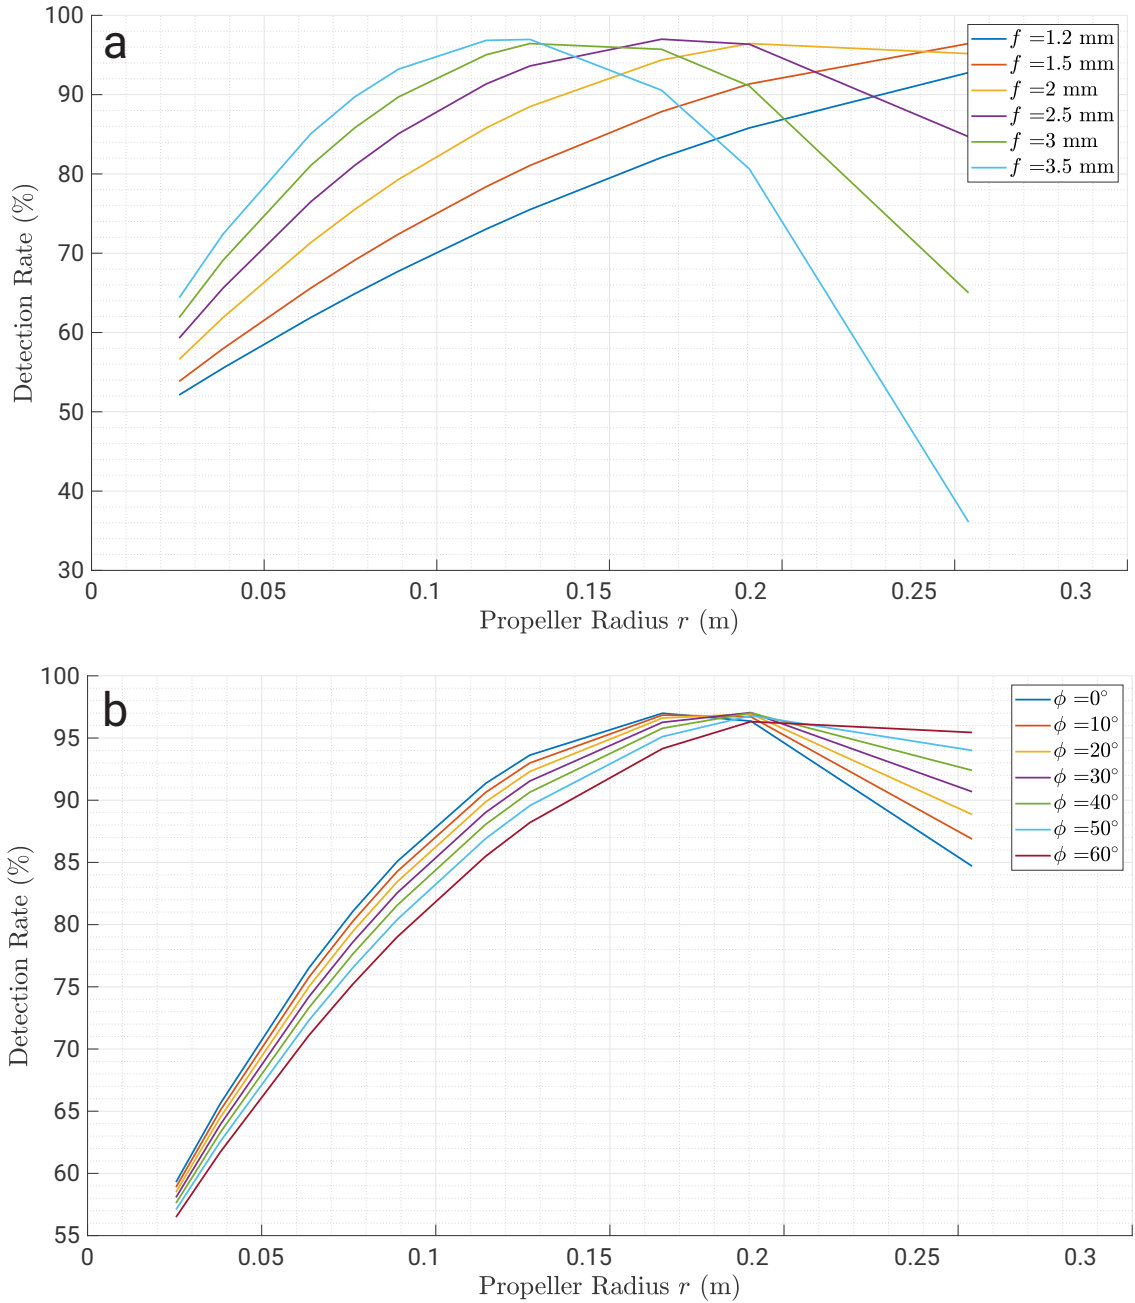 a
100
90
80
70
60
50
40
30
0
0.05
0.1
0.15
0.2
0.25
0.3
Detection Rate (%)
Propeller Radius r (m)
f =1.2 mm
f =1.5 mm
f =2 mm
f =2.5 mm
f =3 mm
f =3.5 mm
b
100
95
90
85
80
75
70
65
60
55
0
0.05
0.1
0.15
0.2
0.25
0.3
Detection Rate (%)
Propeller Radius r (m)
ϕ =0°
ϕ =10°
ϕ =20°
ϕ =30°
ϕ =40°
ϕ =50°
ϕ =60°